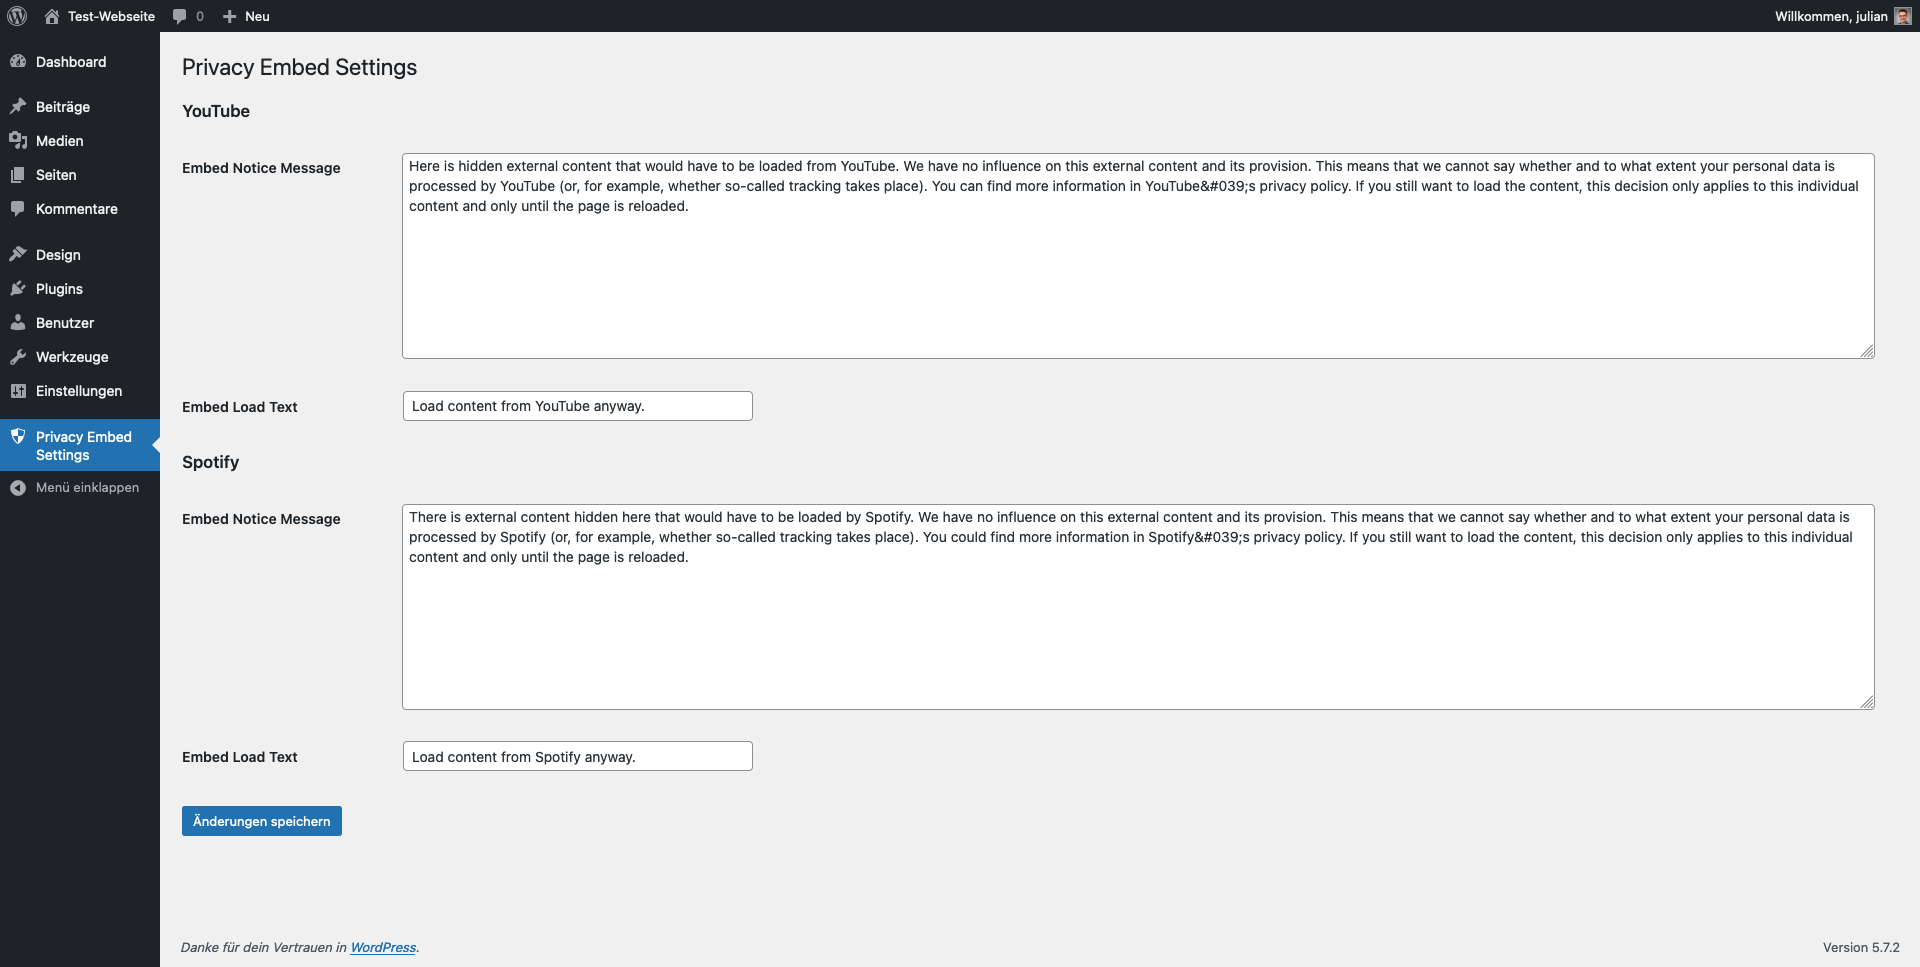 Test-Webseite 0 Neu Willkommen, julian
Dashboard
Beiträge
Medien
Seiten
Kommentare
Design
Plugins
Benutzer
Werkzeuge
Einstellungen
Privacy Embed
Settings
Menü einklappen
Privacy Embed Settings
YouTube
Embed Notice Message
Here is hidden external content that would have to be loaded from YouTube. We have no influence on this external content and its provision. This means that we cannot say whether and to what extent your personal data is
processed by YouTube (or, for example, whether so-called tracking takes place). You can find more information in YouTube&#039;s privacy policy. If you still want to load the content, this decision only applies to this individual
content and only until the page is reloaded.
Embed Load Text
Load content from YouTube anyway.
Spotify
Embed Notice Message
There is external content hidden here that would have to be loaded by Spotify. We have no influence on this external content and its provision. This means that we cannot say whether and to what extent your personal data is
processed by Spotify (or, for example, whether so-called tracking takes place). You could find more information in Spotify&#039;s privacy policy. If you still want to load the content, this decision only applies to this individual
content and only until the page is reloaded.
Embed Load Text
Load content from Spotify anyway.
Änderungen speichern
Danke für dein Vertrauen in WordPress.
Version 5.7.2